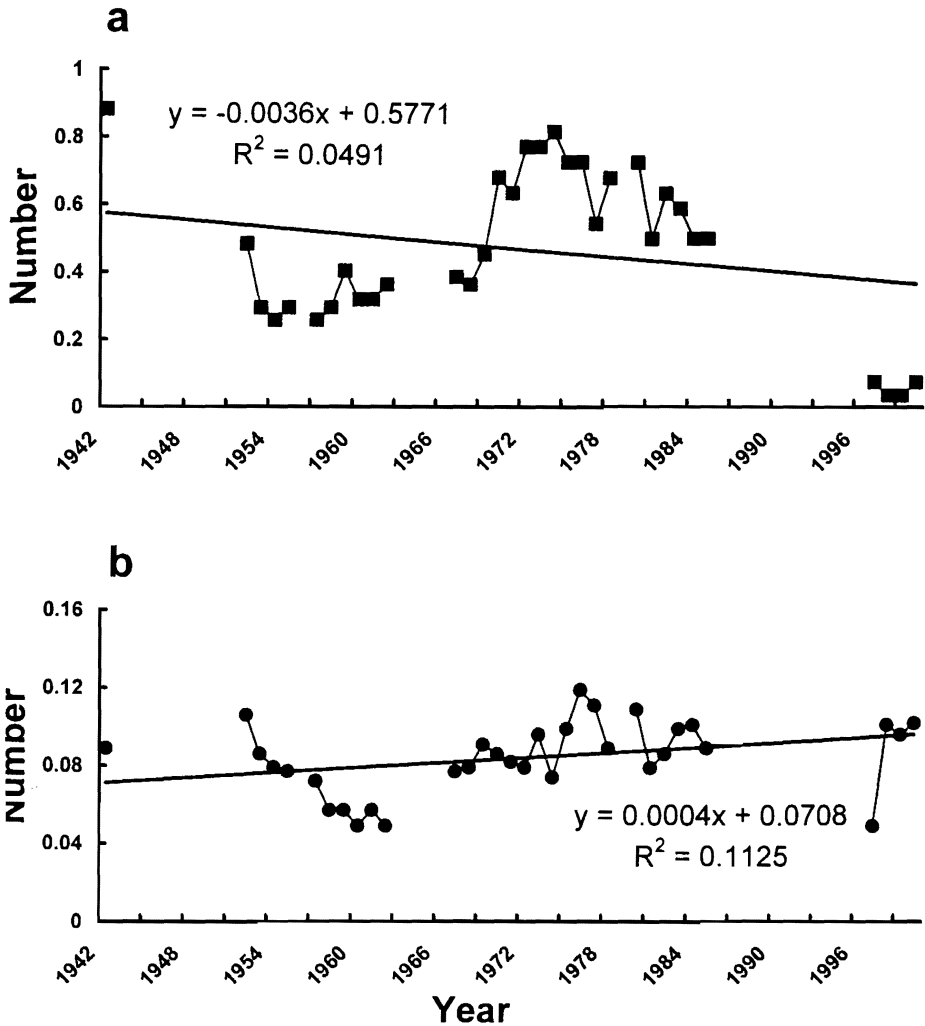 a
Number
1
0.8
0.6
0.4
0.2
0
y = -0.0036x + 0.5771
R² = 0.0491
1942 1948 1954 1960 1966 1972 1978 1984 1990 1996
b
Number
0.16
0.12
0.08
0.04
0
y = 0.0004x + 0.0708
R² = 0.1125
1942 1948 1954 1960 1966 1972 1978 1984 1990 1996
Year